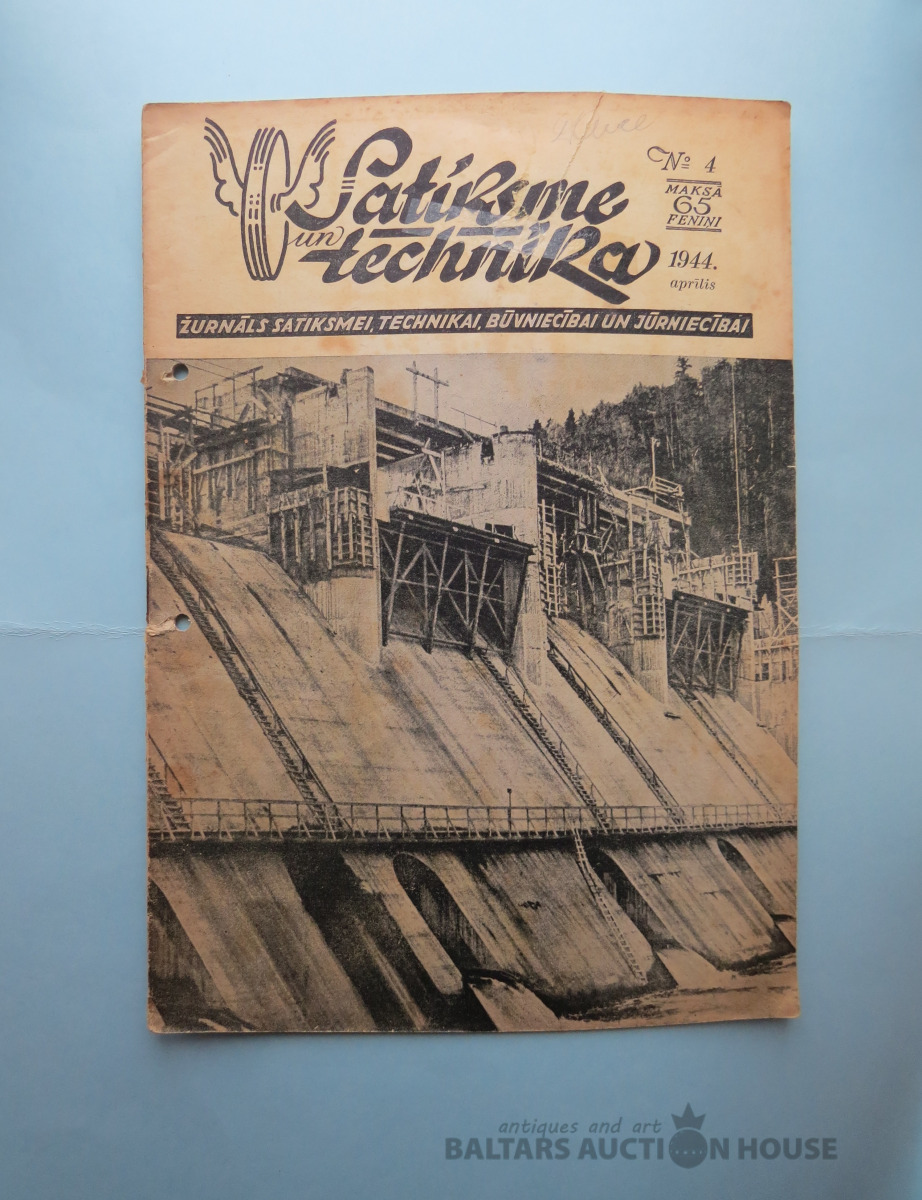 Satiksme
un technika
№ 4
MAKSĀ
65
FENIŅI
1944.
aprīlis
ŽURNĀLS SATIKSMEI, TECHNIKAI, BŪVNIECĪBAI UN JŪRNIECĪBAI
antiques and art
BALTARS AUCTION HOUSE